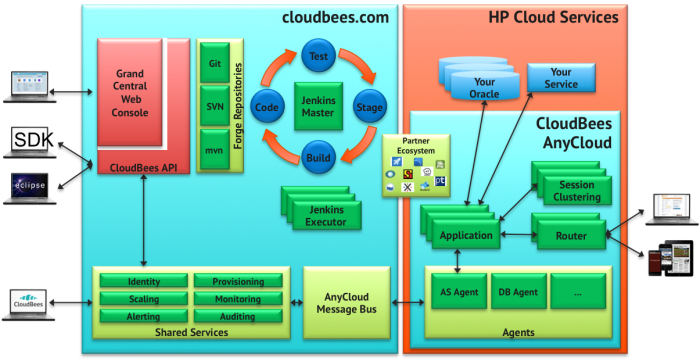 cloudbees.com
HP Cloud Services
Grand
Central
Web
Console
CloudBees API
Git
SVN
mvn
Forge Repositories
Test
Code
Jenkins
Master
Stage
Build
Jenkins
Executor
Your
Oracle
Your
Service
CloudBees
AnyCloud
Partner
Ecosystem
Session
Clustering
Application
Router
SDK
eclipse
CloudBees
Identity
Provisioning
Scaling
Monitoring
Alerting
Auditing
Shared Services
AnyCloud
Message Bus
AS Agent
DB Agent
...
Agents